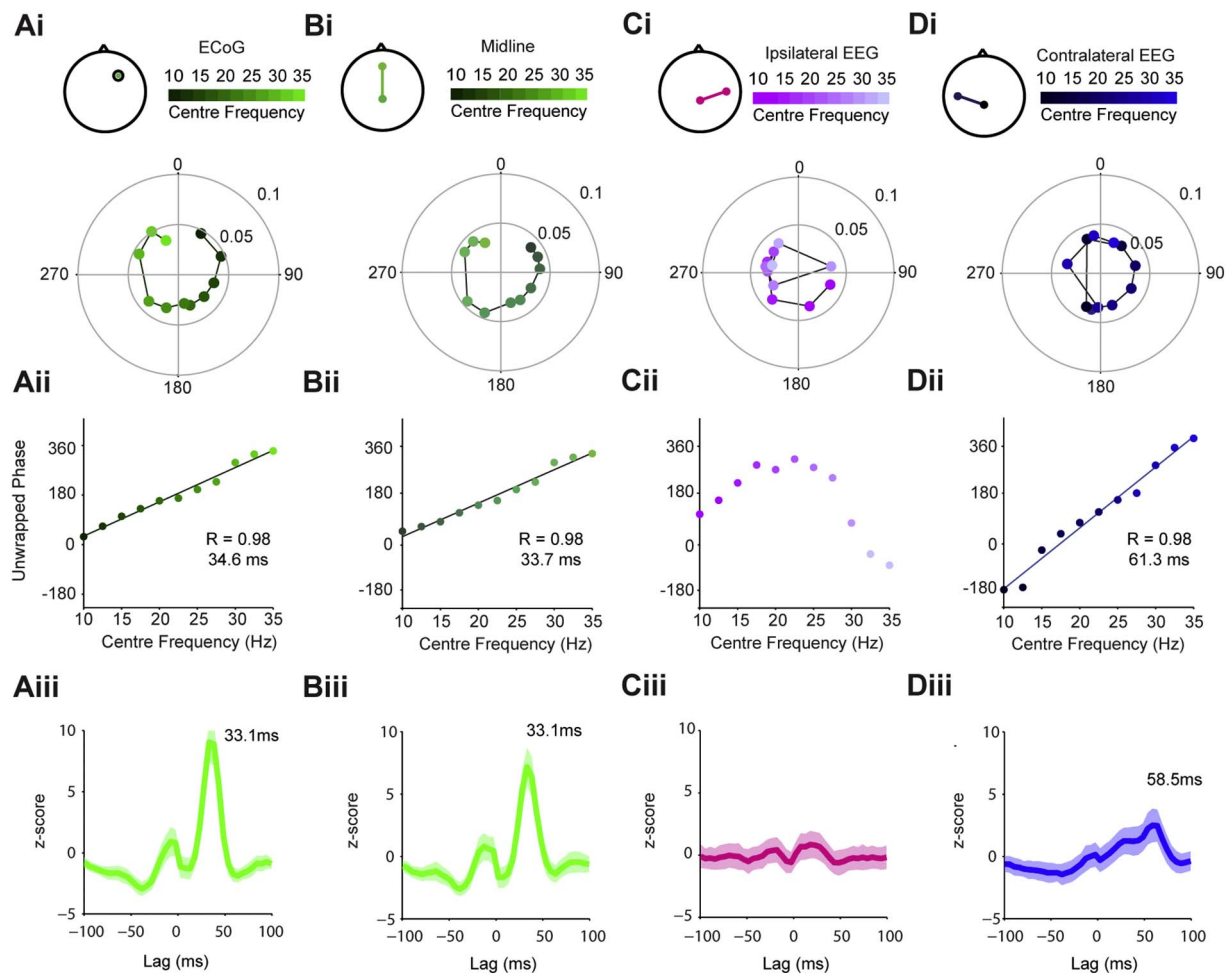 Ai Bi Ci Di
ECoG
10 15 20 25 30 35
Centre Frequency
Midline
10 15 20 25 30 35
Centre Frequency
Ipsilateral EEG
10 15 20 25 30 35
Centre Frequency
Contralateral EEG
10 15 20 25 30 35
Centre Frequency
0
0.1
0.05
270
90
180
0
0.1
0.05
270
90
180
0
0.1
0.05
270
90
180
0
0.1
0.05
270
90
180
Aii Bii Cii Dii
Unwrapped Phase
360
180
0
-180
R = 0.98
34.6 ms
10 15 20 25 30 35
Centre Frequency (Hz)
360
180
0
-180
R = 0.98
33.7 ms
10 15 20 25 30 35
Centre Frequency (Hz)
360
180
0
-180
10 15 20 25 30 35
Centre Frequency (Hz)
360
180
0
-180
R = 0.98
61.3 ms
10 15 20 25 30 35
Centre Frequency (Hz)
Aiii Biii Ciii Diii
z-score
10
5
0
−5
33.1ms
−100 −50 0 50 100
Lag (ms)
z-score
10
5
0
−5
33.1ms
−100 −50 0 50 100
Lag (ms)
z-score
10
5
0
−5
−100 −50 0 50 100
Lag (ms)
z-score
10
5
0
−5
58.5ms
−100 −50 0 50 100
Lag (ms)